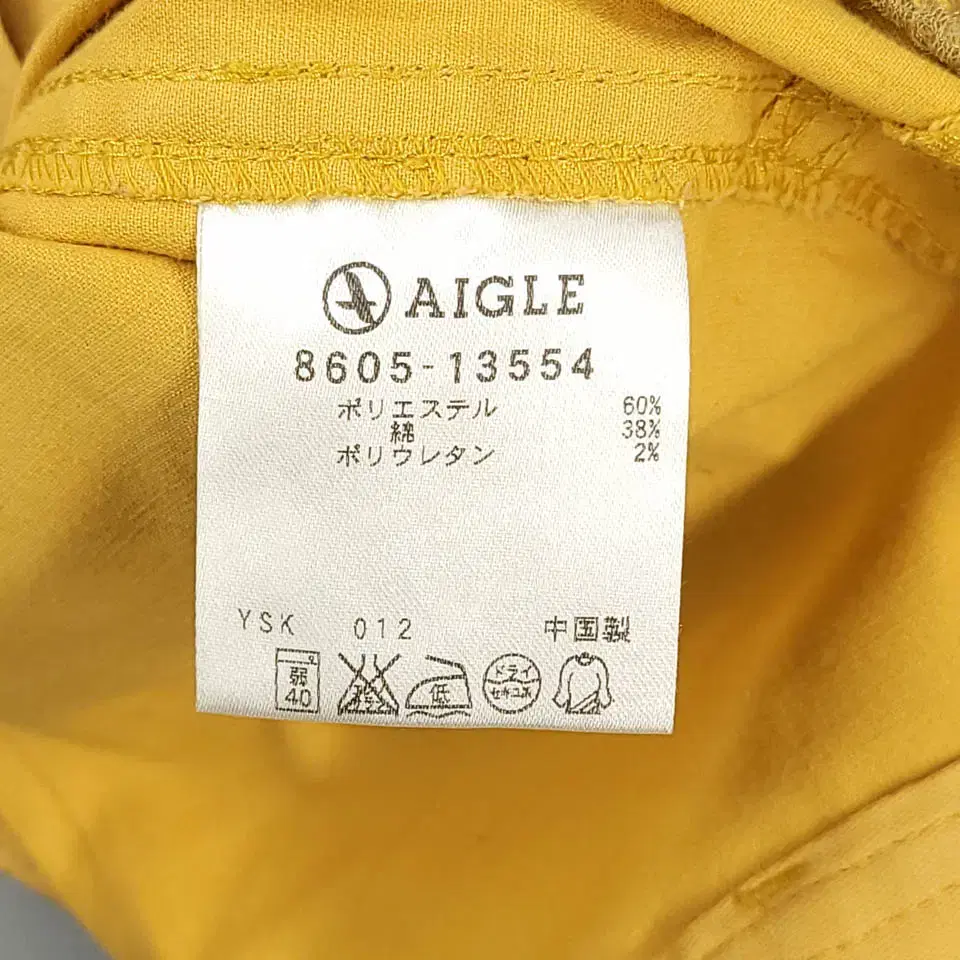 AIGLE
8605-13554
ポリエステル 60%
綿 38%
ポリウレタン 2%
YSK 012 中国製
弱 40 低 ドライ セキユ系